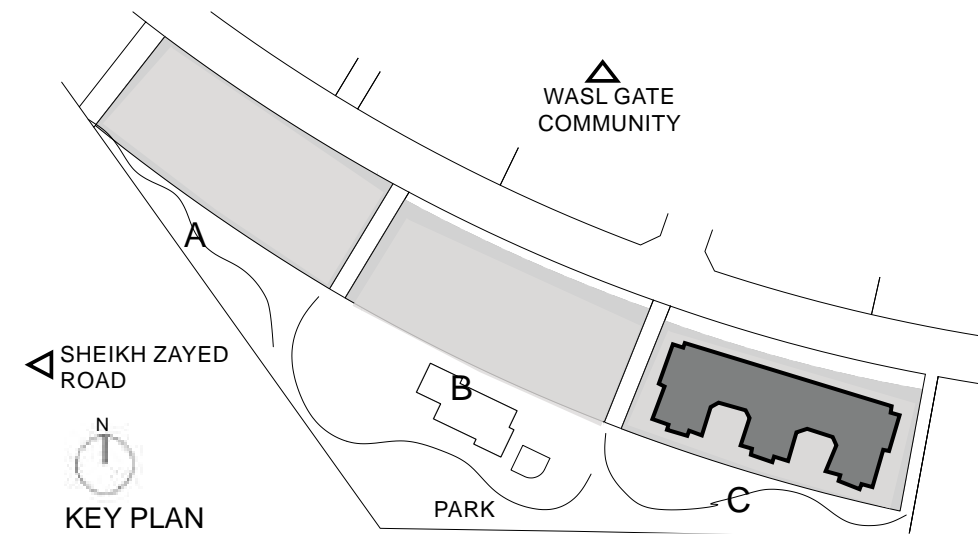 WASL GATE
COMMUNITY
A
SHEIKH ZAYED
ROAD
B
N
KEY PLAN
PARK
C